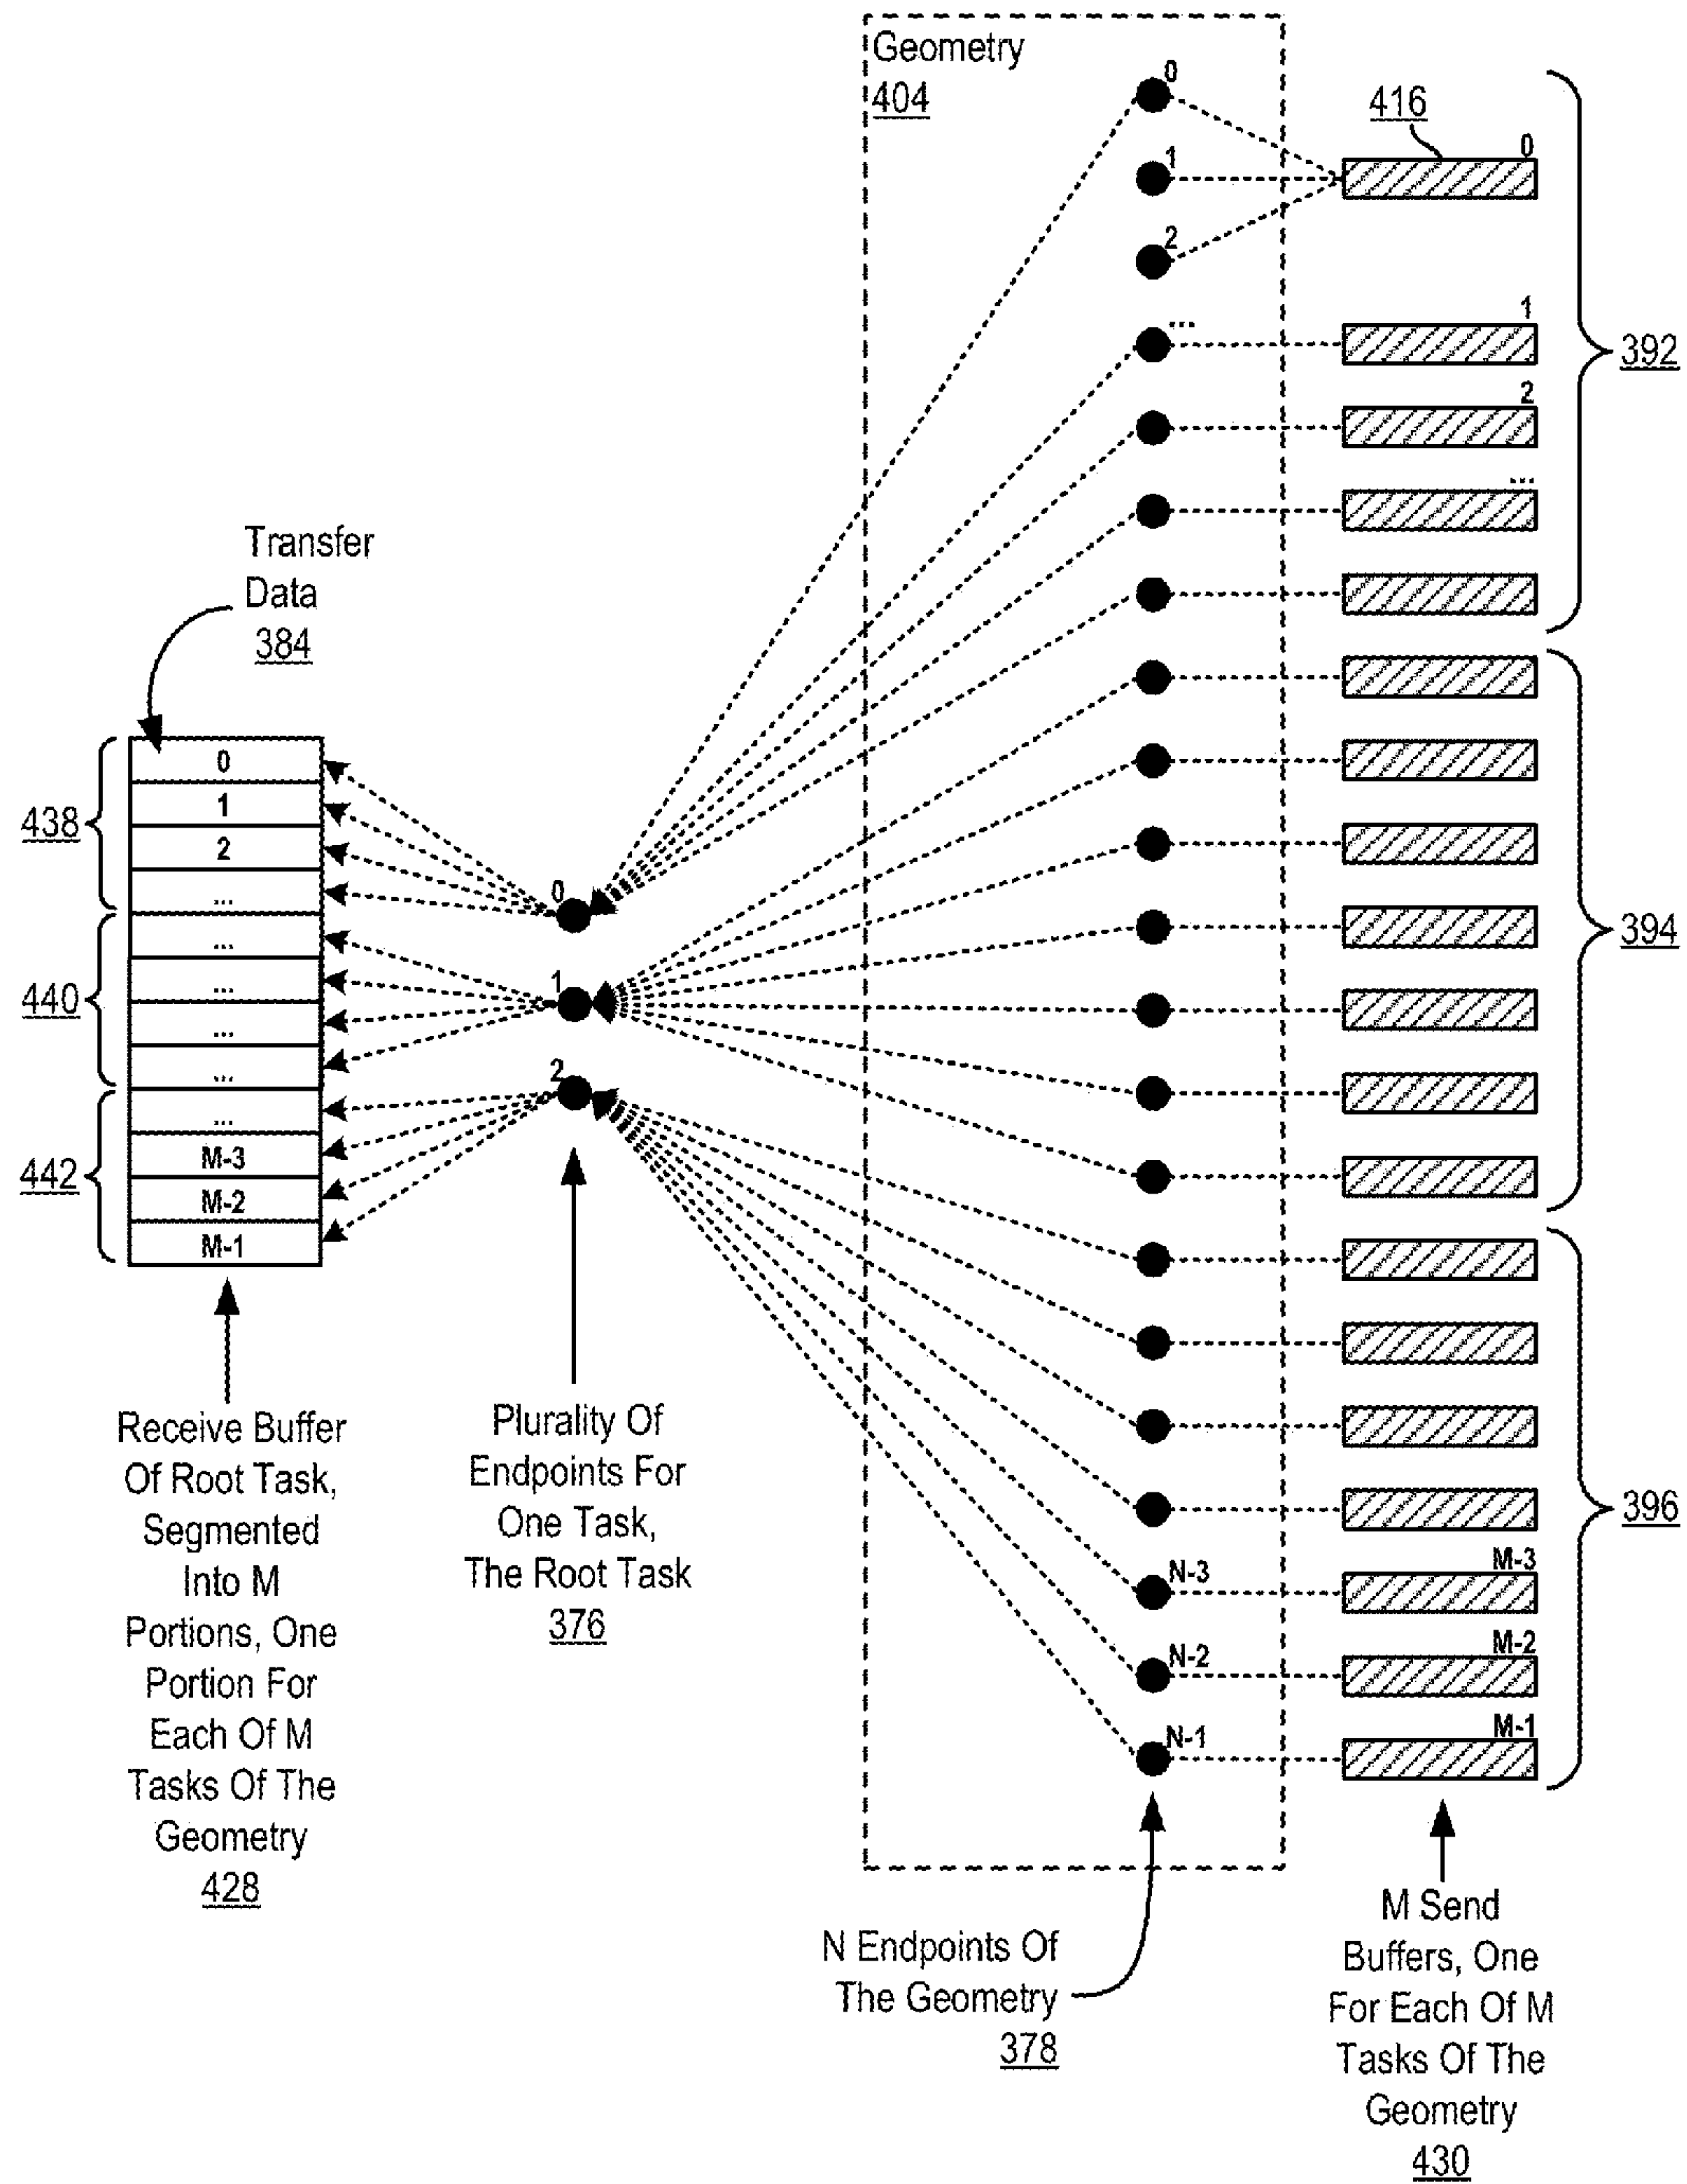 Geometry
404
0
1
2
...
N-3
N-2
N-1
416
0
1
2
...
M-3
M-2
M-1
392
394
396
Transfer
Data
384
0
1
2
...
...
...
...
...
...
M-3
M-2
M-1
438
440
442
0
1
2
Receive Buffer
Of Root Task,
Segmented
Into M
Portions, One
Portion For
Each Of M
Tasks Of The
Geometry
428
Plurality Of
Endpoints For
One Task,
The Root Task
376
N Endpoints Of
The Geometry
378
M Send
Buffers, One
For Each Of M
Tasks Of The
Geometry
430